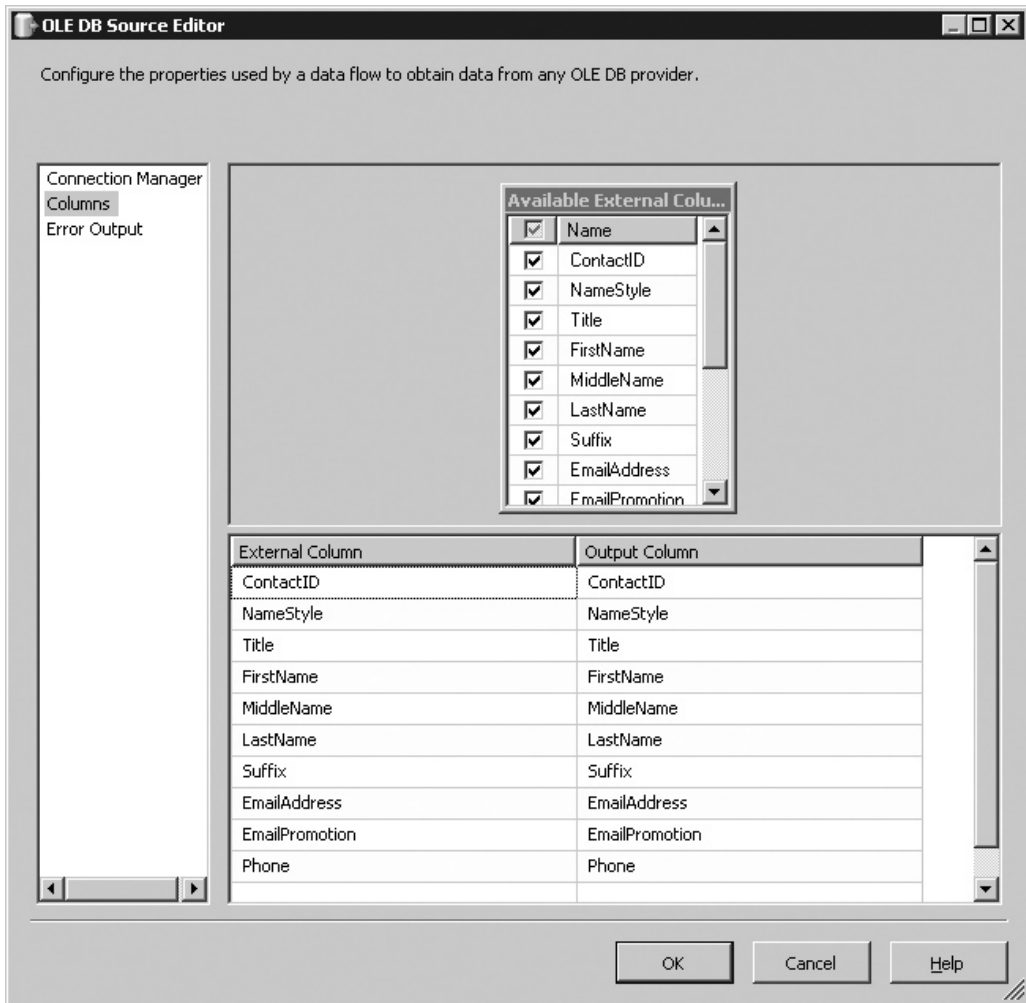 OLE DB Source Editor
Configure the properties used by a data flow to obtain data from any OLE DB provider.
Connection Manager
Columns
Error Output
Available External Colu...
Name
ContactID
NameStyle
Title
FirstName
MiddleName
LastName
Suffix
EmailAddress
EmailPromotion
External Column Output Column
ContactID ContactID
NameStyle NameStyle
Title Title
FirstName FirstName
MiddleName MiddleName
LastName LastName
Suffix Suffix
EmailAddress EmailAddress
EmailPromotion EmailPromotion
Phone Phone
OK Cancel Help